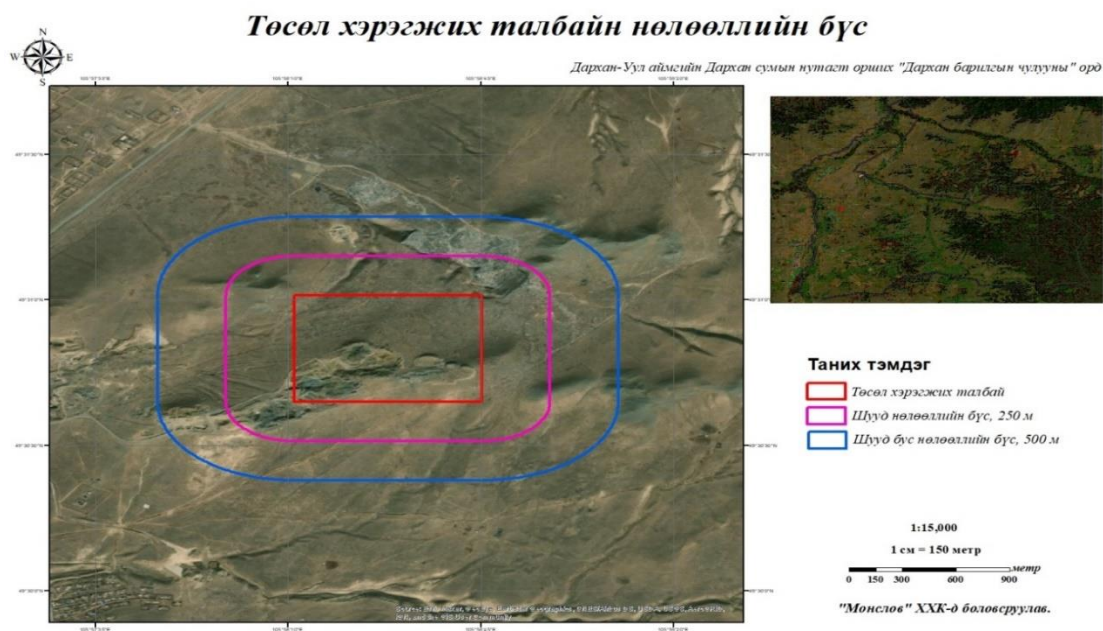 Төсөл хэрэгжих талбайн нөлөөллийн бүс
Дархан-Уул аймгийн Дархан сумын нутагт орших "Дархан барилгын чулууны" орд
N
W E
S
Таних тэмдэг
Төсөл хэрэгжих талбай
Шууд нөлөөллийн бүс, 250 м
Шууд бус нөлөөллийн бүс, 500 м
1:15,000
1 см = 150 метр
метр
0 150 300 600 900
"Монслов" ХХК-д боловсруулав.